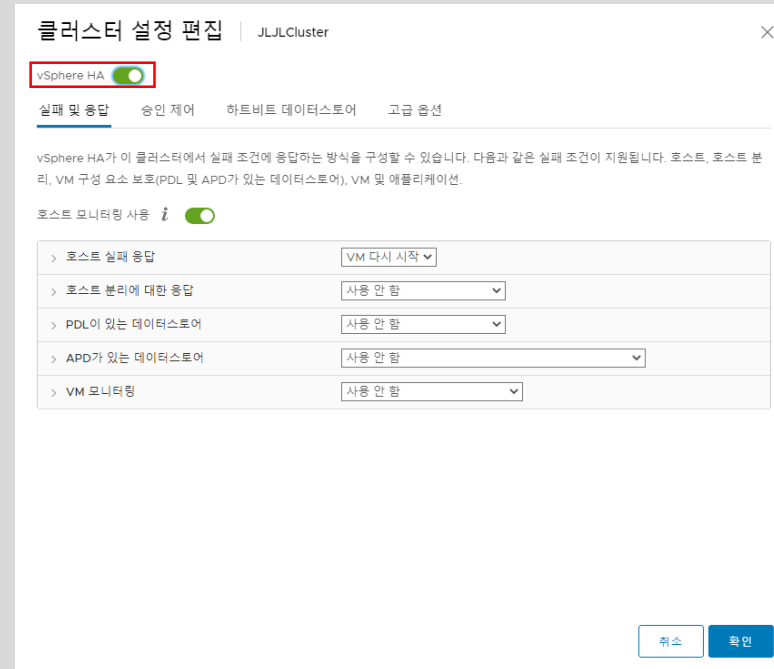 클러스터 설정 편집 | JLJLCluster
vSphere HA
실패 및 응답 승인 제어 하트비트 데이터스토어 고급 옵션
vSphere HA가 이 클러스터에서 실패 조건에 응답하는 방식을 구성할 수 있습니다. 다음과 같은 실패 조건이 지원됩니다. 호스트, 호스트 분
리, VM 구성 요소 보호(PDL 및 APD가 있는 데이터스토어), VM 및 애플리케이션.
호스트 모니터링 사용 i
호스트 실패 응답 VM 다시 시작
호스트 분리에 대한 응답 사용 안 함
PDL이 있는 데이터스토어 사용 안 함
APD가 있는 데이터스토어 사용 안 함
VM 모니터링 사용 안 함
취소 확인